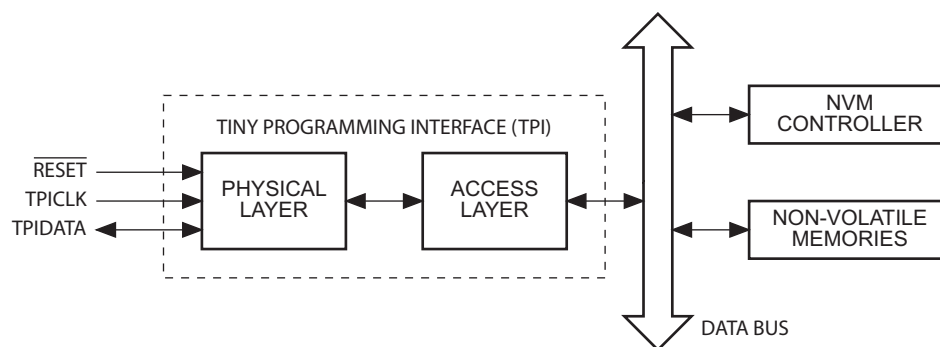 NVM
CONTROLLER
TINY PROGRAMMING INTERFACE (TPI)
RESET
TPICLK
TPIDATA
PHYSICAL
LAYER
ACCESS
LAYER
NON-VOLATILE
MEMORIES
DATA BUS